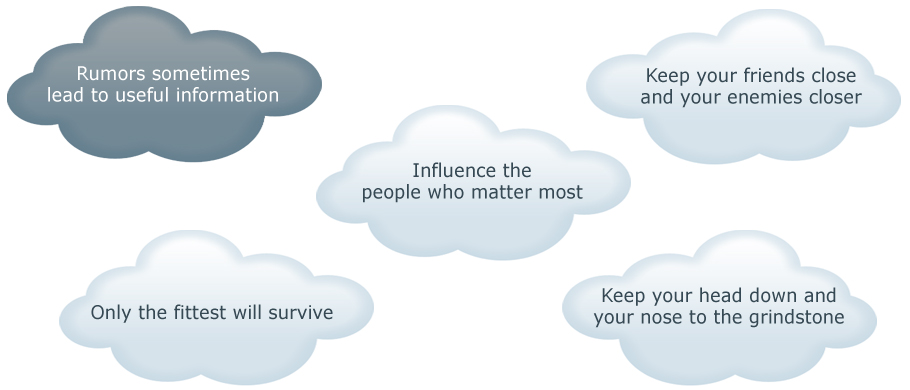 Rumors sometimes
lead to useful information
Keep your friends close
and your enemies closer
Influence the
people who matter most
Only the fittest will survive
Keep your head down and
your nose to the grindstone